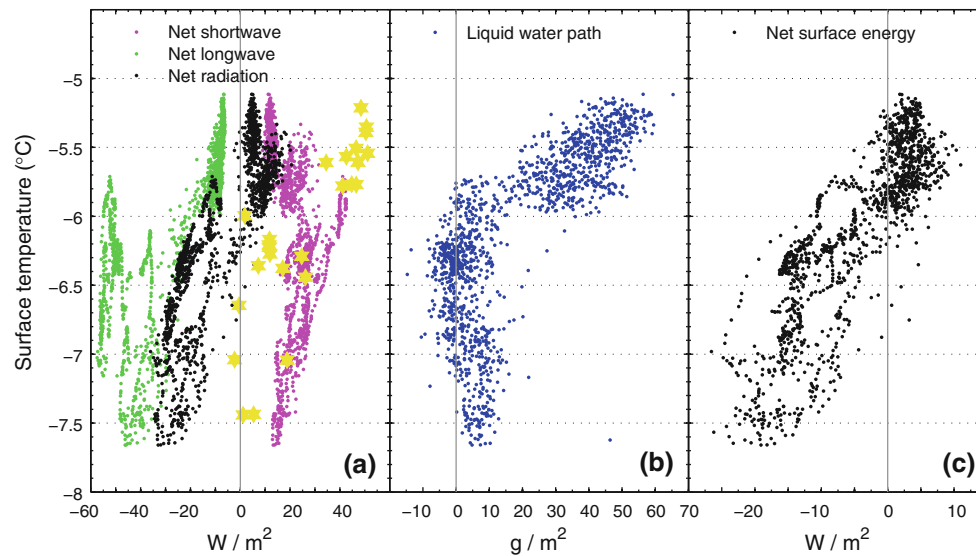 Net shortwave
Net longwave
Net radiation
Liquid water path
Net surface energy
Surface temperature (°C)
−5
−5.5
−6
−6.5
−7
−7.5
−8
(a)
(b)
(c)
−60 −40 −20 0 20 40
−10 0 10 20 30 40 50 60 70
−20 −10 0 10
W / m²
g / m²
W / m²